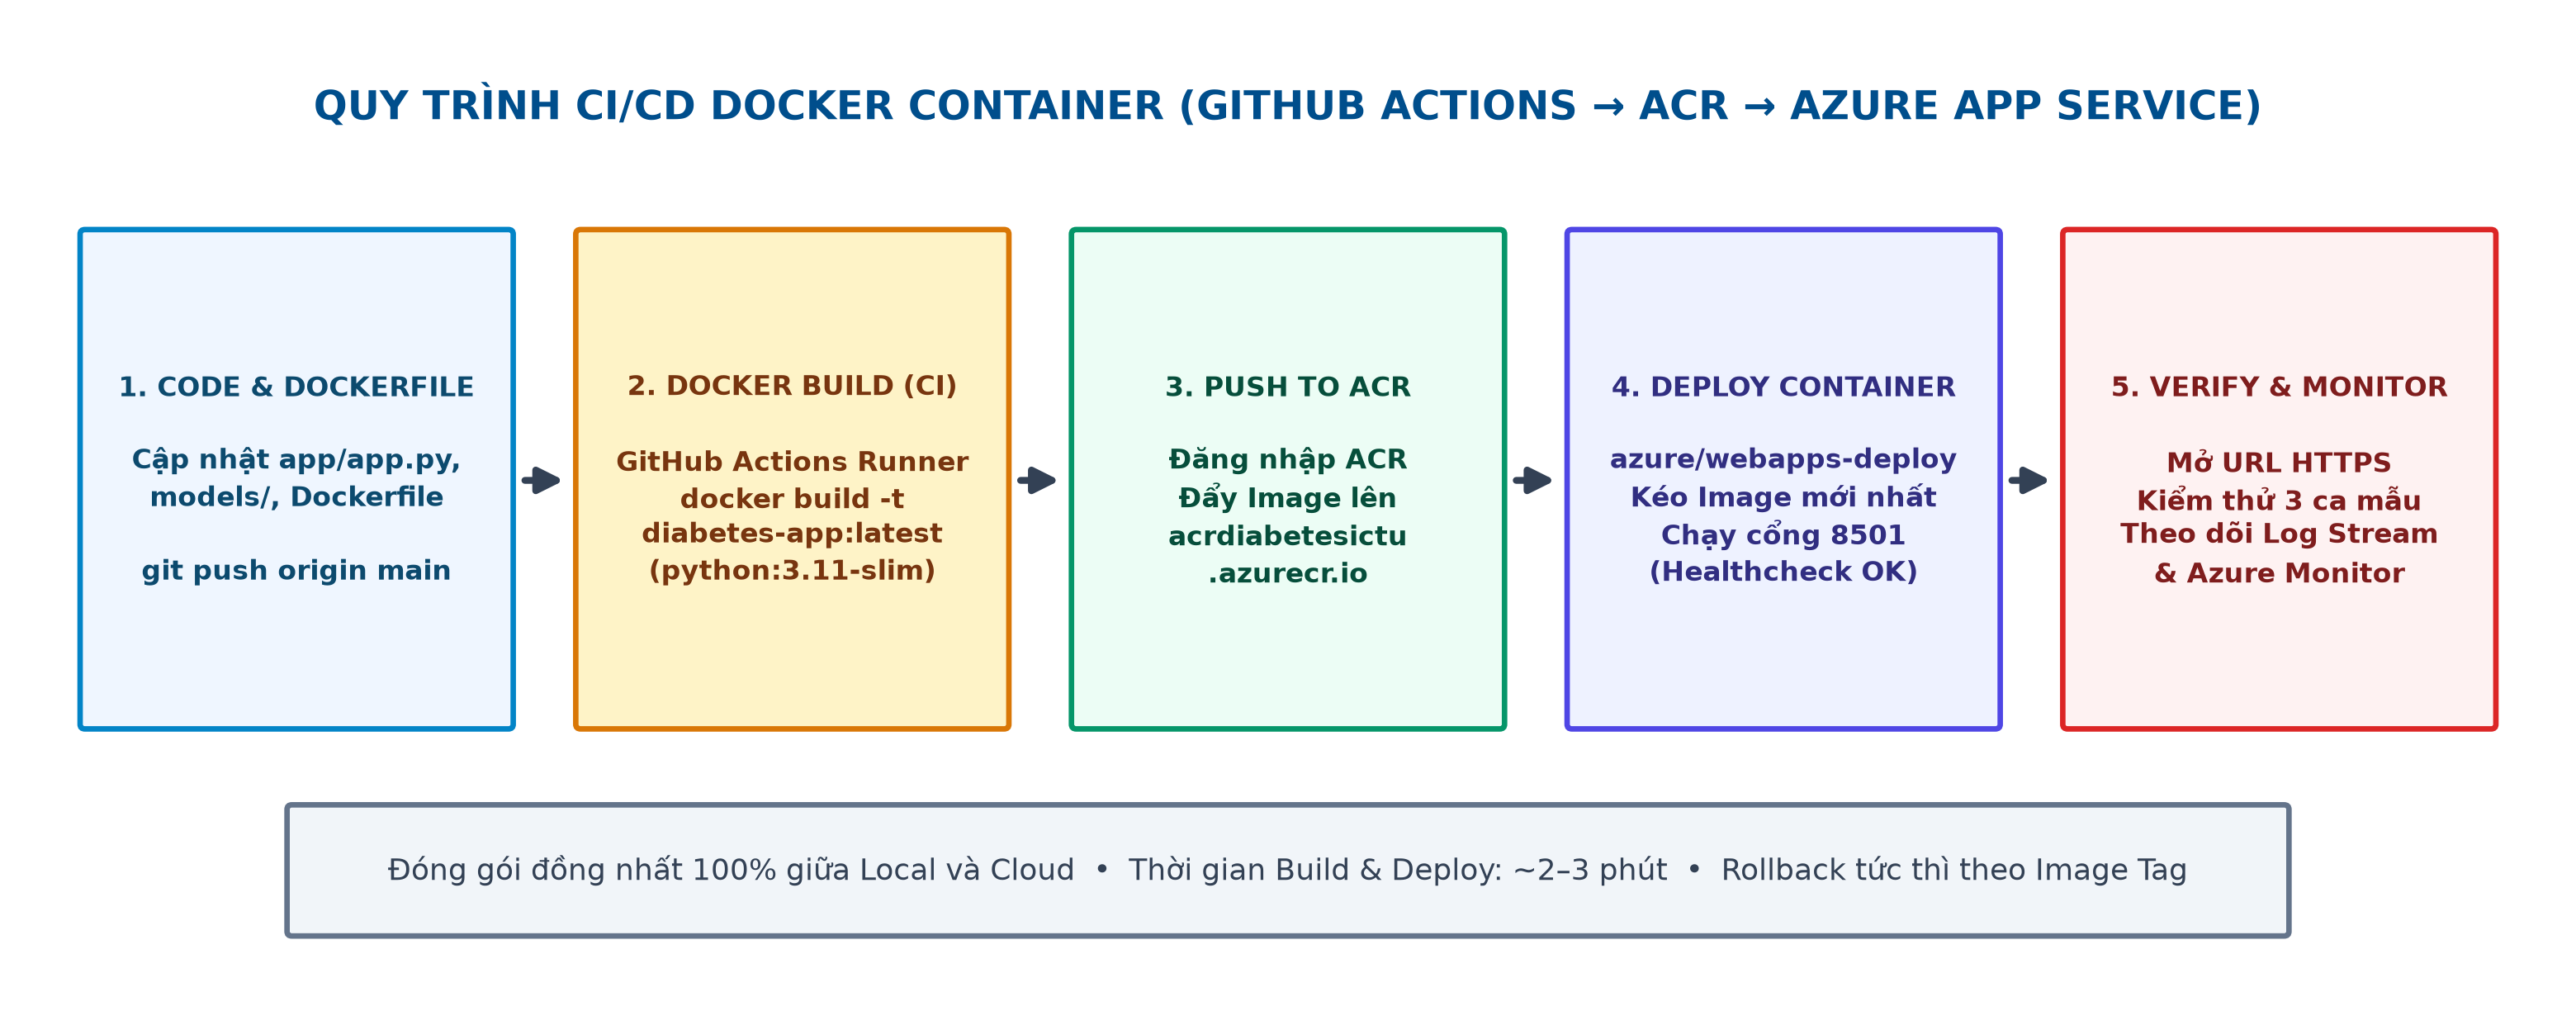 QUY TRÌNH CI/CD DOCKER CONTAINER (GITHUB ACTIONS → ACR → AZURE APP SERVICE)
1. CODE & DOCKERFILE
Cập nhật app/app.py,
models/, Dockerfile
git push origin main
2. DOCKER BUILD (CI)
GitHub Actions Runner
docker build -t
diabetes-app:latest
(python:3.11-slim)
3. PUSH TO ACR
Đăng nhập ACR
Đẩy Image lên
acrdiabetesictu
.azurecr.io
4. DEPLOY CONTAINER
azure/webapps-deploy
Kéo Image mới nhất
Chạy cổng 8501
(Healthcheck OK)
5. VERIFY & MONITOR
Mở URL HTTPS
Kiểm thử 3 ca mẫu
Theo dõi Log Stream
& Azure Monitor
Đóng gói đồng nhất 100% giữa Local và Cloud • Thời gian Build & Deploy: ~2–3 phút • Rollback tức thì theo Image Tag